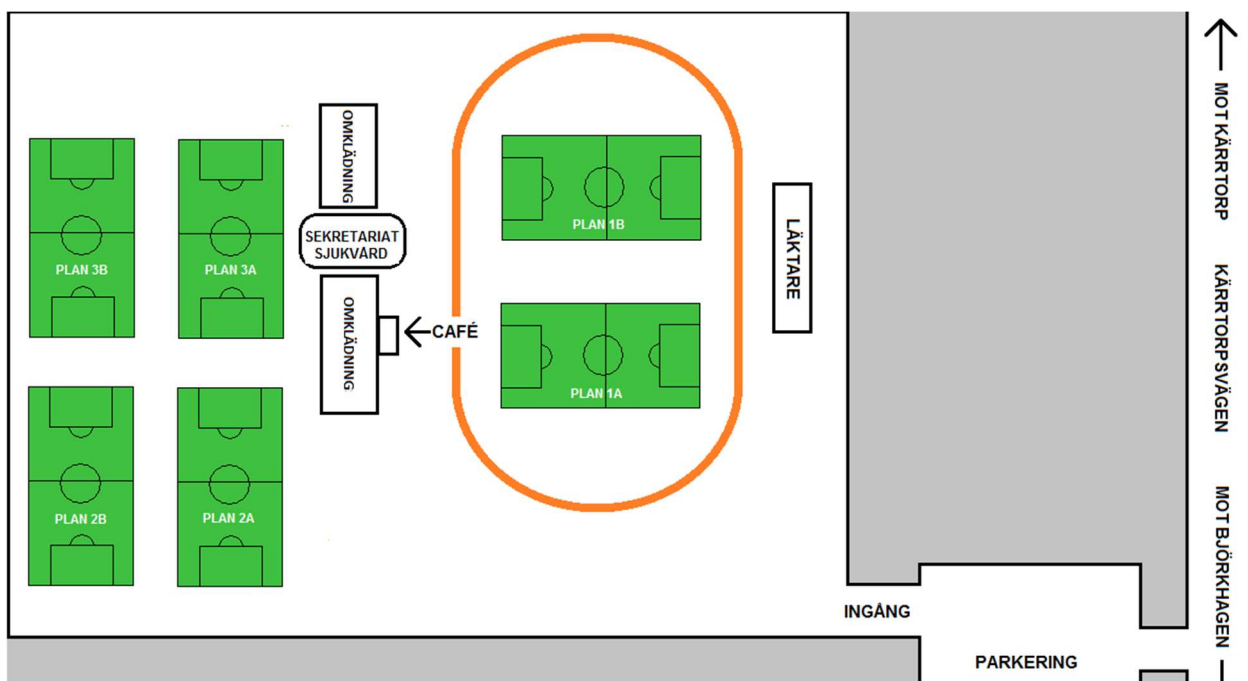 OMKLÄDNING
SEKRETARIAT
SJUKVÅRD
OMKLÄDNING
CAFÉ
PLAN 3B
PLAN 3A
PLAN 2B
PLAN 2A
PLAN 1B
PLAN 1A
LÄKTARE
INGÅNG
PARKERING
MOT KÄRRTORP
KÄRRTORPSVÄGEN
MOT BJÖRKHAGEN